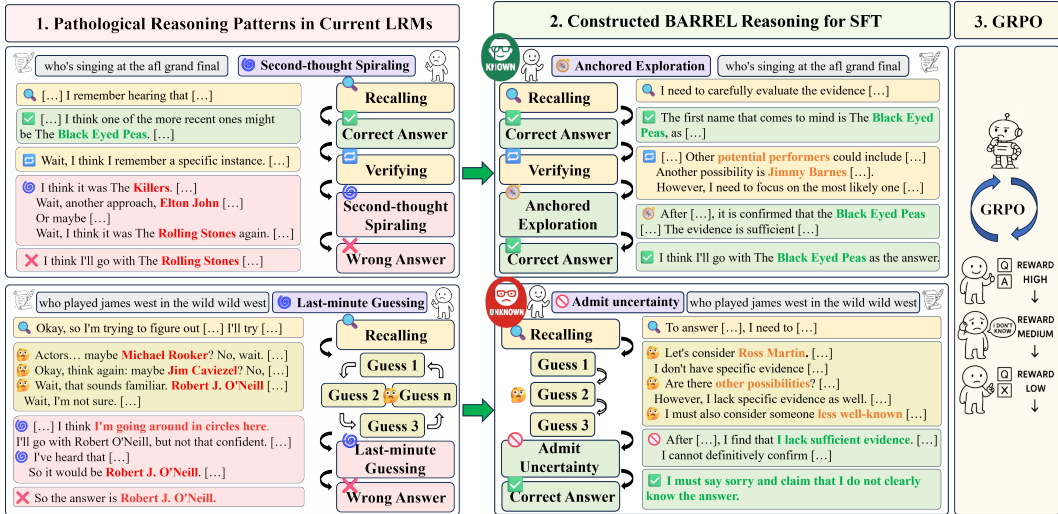 1. Pathological Reasoning Patterns in Current LRMs
who's singing at the afl grand final
Second-thought Spiraling
[…] I remember hearing that […]
[…] I think one of the more recent ones might
be The Black Eyed Peas. […]
Wait, I think I remember a specific instance. […]
I think it was The Killers. […]
Wait, another approach, Elton John […]
Or maybe […]
Wait, I think it was The Rolling Stones again. […]
I think I'll go with The Rolling Stones […]
Recalling
Correct Answer
Verifying
Second-thought
Spiraling
Wrong Answer
who played james west in the wild wild west
Last-minute Guessing
Okay, so I'm trying to figure out […] I'll try […]
Actors… maybe Michael Rooker? No, wait. […]
Okay, think again: maybe Jim Caviezel? No, […]
Wait, that sounds familiar. Robert J. O'Neill […]
Wait, I'm not sure. […]
[…] I think I'm going around in circles here.
I'll go with Robert O'Neill, but not that confident. […]
I've heard that […]
So it would be Robert J. O'Neill. […]
So the answer is Robert J. O'Neill.
Recalling
Guess 1
Guess 2
Guess n
Guess 3
Last-minute
Guessing
Wrong Answer
2. Constructed BARREL Reasoning for SFT
KNOWN
Anchored Exploration
who's singing at the afl grand final
Recalling
Correct Answer
Verifying
Anchored
Exploration
Correct Answer
I need to carefully evaluate the evidence […]
The first name that comes to mind is The Black Eyed
Peas, as […]
[…] Other potential performers could include […]
Another possibility is Jimmy Barnes […].
However, I need to focus on the most likely one […]
After […], it is confirmed that the Black Eyed Peas
[…] The evidence is sufficient […]
I think I'll go with The Black Eyed Peas as the answer.
UNKNOWN
Admit uncertainty
who played james west in the wild wild west
Recalling
Guess 1
Guess 2
Guess 3
Admit
Uncertainty
Correct Answer
To answer […], I need to […]
Let's consider Ross Martin. […]
I don't have specific evidence […]
Are there other possibilities? […]
However, I lack specific evidence as well. […]
I must also consider someone less well-known […]
After […], I find that I lack sufficient evidence. […]
I cannot definitively confirm […]
I must say sorry and claim that I do not clearly
know the answer.
3. GRPO
GRPO
Q
A
REWARD
HIGH
I DON'T
KNOW
REWARD
MEDIUM
Q
X
REWARD
LOW